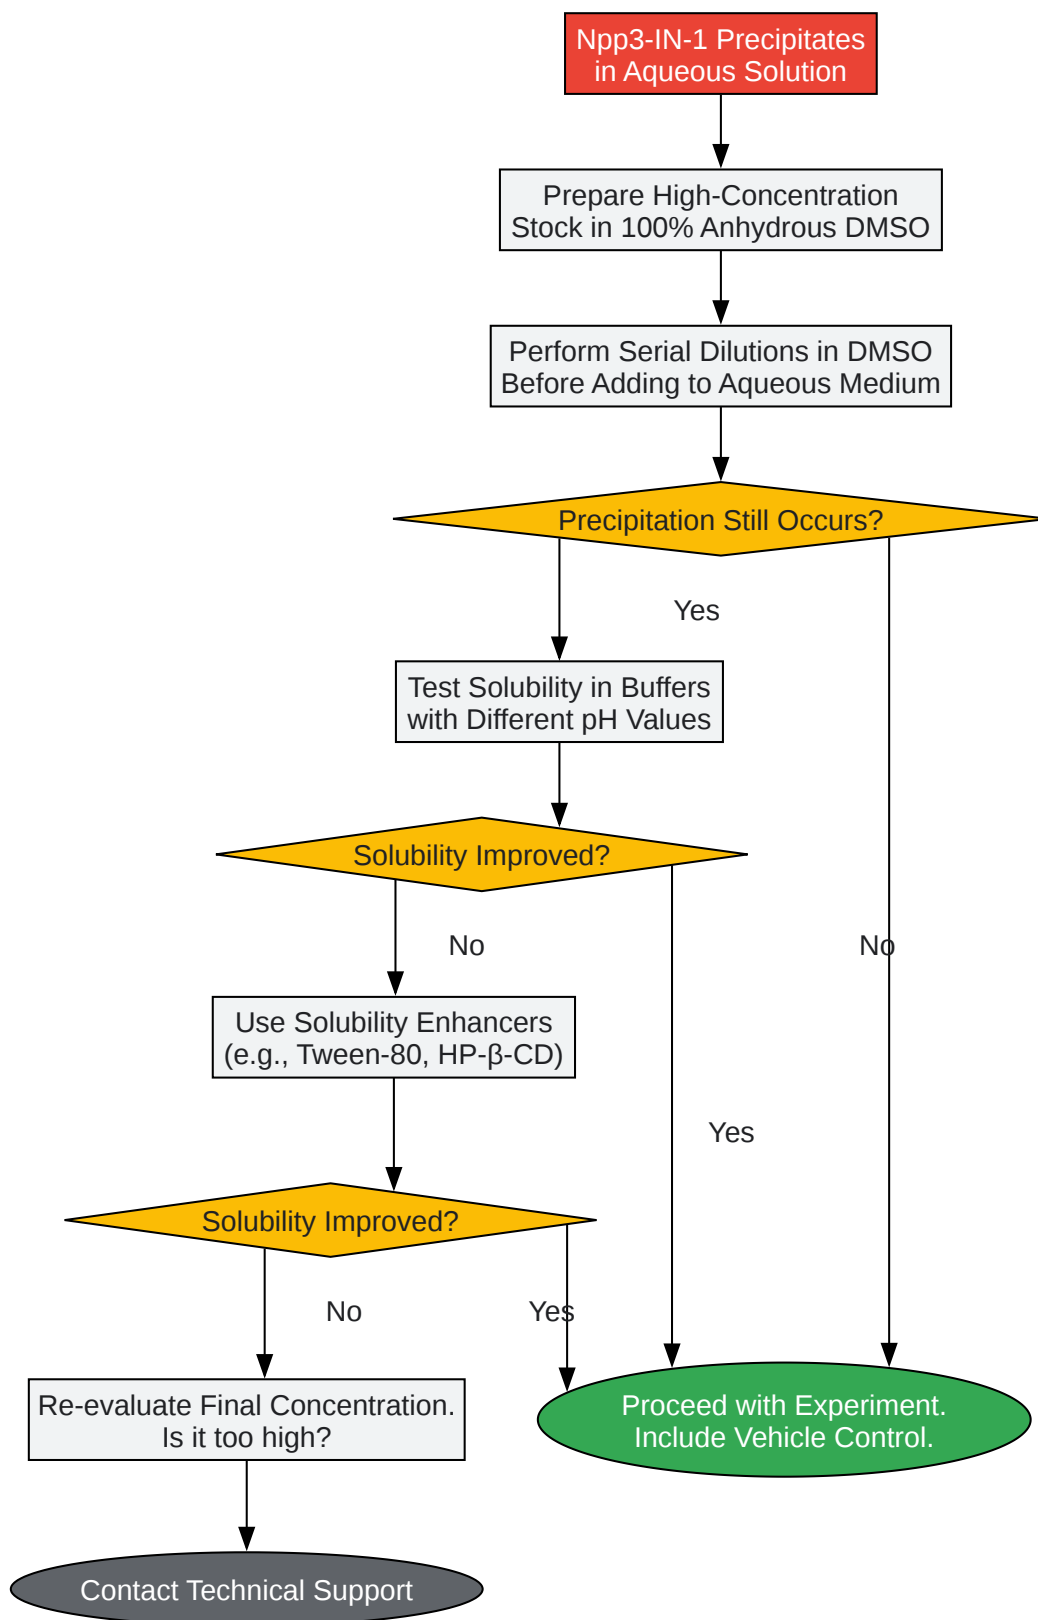 Npp3-IN-1 Precipitates
in Aqueous Solution
Prepare High-Concentration
Stock in 100% Anhydrous DMSO
Perform Serial Dilutions in DMSO
Before Adding to Aqueous Medium
Precipitation Still Occurs?
Yes
Test Solubility in Buffers
with Different pH Values
Solubility Improved?
No
No
Use Solubility Enhancers
(e.g., Tween-80, HP-β-CD)
Yes
Solubility Improved?
No
Yes
Re-evaluate Final Concentration.
Is it too high?
Proceed with Experiment.
Include Vehicle Control.
Contact Technical Support